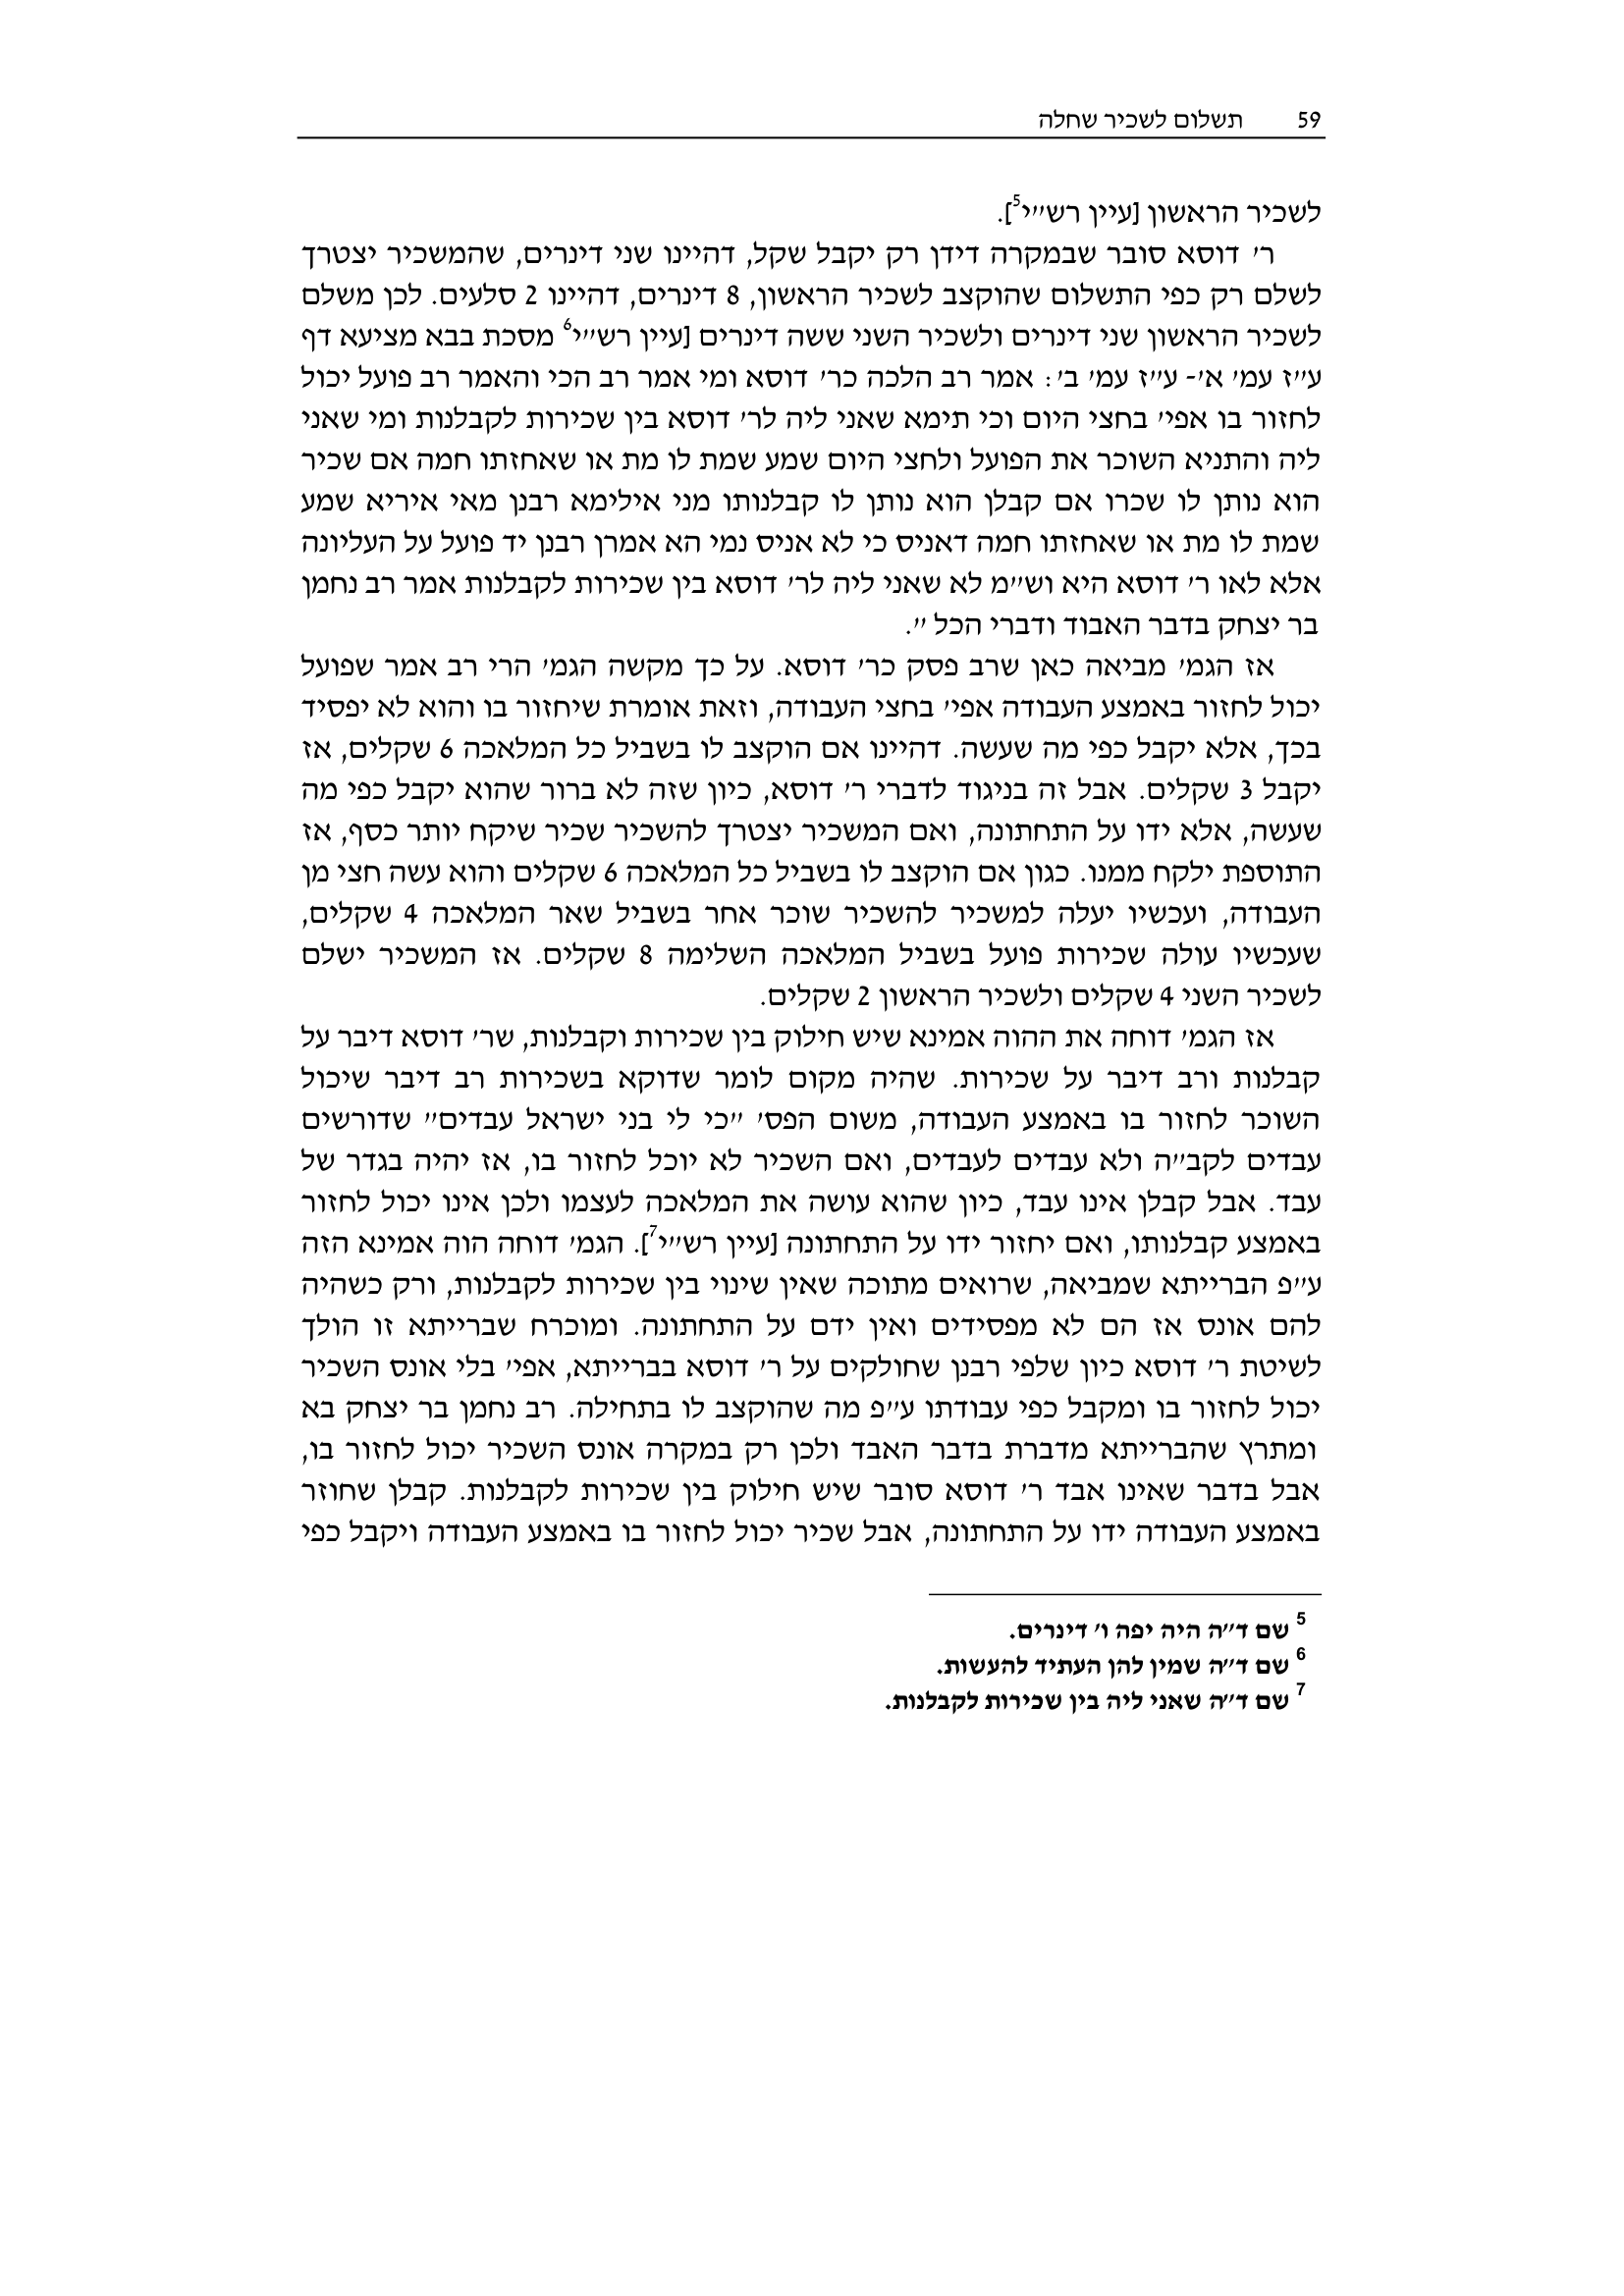 59 תשלום לשכיר שחלה
לשכיר הראשון [עיין רש"י5].
ר' דוסא סובר שבמקרה דידן רק יקבל שקל, דהיינו שני דינרים, שהמשכיר יצטרך
לשלם רק כפי התשלום שהוקצב לשכיר הראשון, 8 דינרים, דהיינו 2 סלעים. לכן משלם
לשכיר הראשון שני דינרים ולשכיר השני ששה דינרים [עיין רש"י6 מסכת בבא מציעא דף
ע"ז עמ' א'- ע"ז עמ' ב': אמר רב הלכה כר' דוסא ומי אמר רב הכי והאמר רב פועל יכול
לחזור בו אפי' בחצי היום וכי תימא שאני ליה לר' דוסא בין שכירות לקבלנות ומי שאני
ליה והתניא השוכר את הפועל ולחצי היום שמע שמת לו מת או שאחזתו חמה אם שכיר
הוא נותן לו שכרו אם קבלן הוא נותן לו קבלנותו מני אילימא רבנן מאי איריא שמע
שמת לו מת או שאחזתו חמה דאניס כי לא אניס נמי הא אמרן רבנן יד פועל על העליונה
אלא לאו ר' דוסא היא וש"מ לא שאני ליה לר' דוסא בין שכירות לקבלנות אמר רב נחמן
בר יצחק בדבר האבוד ודברי הכל ".
אז הגמ' מביאה כאן שרב פסק כר' דוסא. על כך מקשה הגמ' הרי רב אמר שפועל
יכול לחזור באמצע העבודה אפי' בחצי העבודה, וזאת אומרת שיחזור בו והוא לא יפסיד
בכך, אלא יקבל כפי מה שעשה. דהיינו אם הוקצב לו בשביל כל המלאכה 6 שקלים, אז
יקבל 3 שקלים. אבל זה בניגוד לדברי ר' דוסא, כיון שזה לא ברור שהוא יקבל כפי מה
שעשה, אלא ידו על התחתונה, ואם המשכיר יצטרך להשכיר שכיר שיקח יותר כסף, אז
התוספת ילקח ממנו. כגון אם הוקצב לו בשביל כל המלאכה 6 שקלים והוא עשה חצי מן
העבודה, ועכשיו יעלה למשכיר להשכיר שוכר אחר בשביל שאר המלאכה 4 שקלים,
שעכשיו עולה שכירות פועל בשביל המלאכה השלימה 8 שקלים. אז המשכיר ישלם
לשכיר השני 4 שקלים ולשכיר הראשון 2 שקלים.
אז הגמ' דוחה את ההוה אמינא שיש חילוק בין שכירות וקבלנות, שר' דוסא דיבר על
קבלנות ורב דיבר על שכירות. שהיה מקום לומר שדוקא בשכירות רב דיבר שיכול
השוכר לחזור בו באמצע העבודה, משום הפס' "כי לי בני ישראל עבדים" שדורשים
עבדים לקב"ה ולא עבדים לעבדים, ואם השכיר לא יוכל לחזור בו, אז יהיה בגדר של
עבד. אבל קבלן אינו עבד, כיון שהוא עושה את המלאכה לעצמו ולכן אינו יכול לחזור
באמצע קבלנותו, ואם יחזור ידו על התחתונה [עיין רש"י7]. הגמ' דוחה הוה אמינא הזה
ע"פ הברייתא שמביאה, שרואים מתוכה שאין שינוי בין שכירות לקבלנות, ורק כשהיה
להם אונס אז הם לא מפסידים ואין ידם על התחתונה. ומוכרח שברייתא זו הולך
לשיטת ר' דוסא כיון שלפי רבנן שחולקים על ר' דוסא בברייתא, אפי' בלי אונס השכיר
יכול לחזור בו ומקבל כפי עבודתו ע"פ מה שהוקצב לו בתחילה. רב נחמן בר יצחק בא
ומתרץ שהברייתא מדברת בדבר האבד ולכן רק במקרה אונס השכיר יכול לחזור בו,
אבל בדבר שאינו אבד ר' דוסא סובר שיש חילוק בין שכירות לקבלנות. קבלן שחוזר
באמצע העבודה ידו על התחתונה, אבל שכיר יכול לחזור בו באמצע העבודה ויקבל כפי
5 שם ד"ה היה יפה ו' דינרים.
6 שם ד"ה שמין להן העתיד להעשות.
7 שם ד"ה שאני ליה בין שכירות לקבלנות.